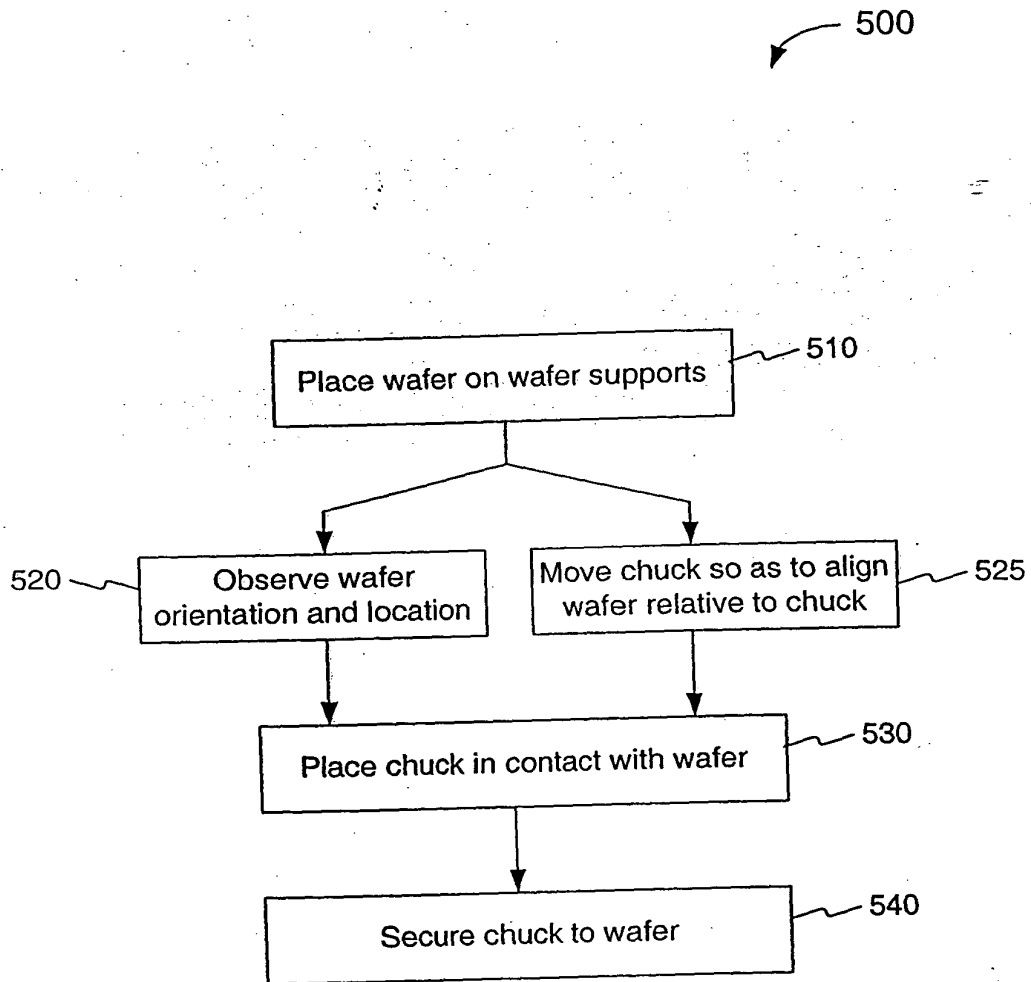 500
Place wafer on wafer supports
510
520
Observe wafer
orientation and location
Move chuck so as to align
wafer relative to chuck
525
Place chuck in contact with wafer
530
Secure chuck to wafer
540